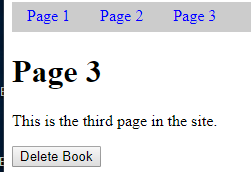 Page 1 Page 2 Page 3
Page 3
This is the third page in the site.
Delete Book